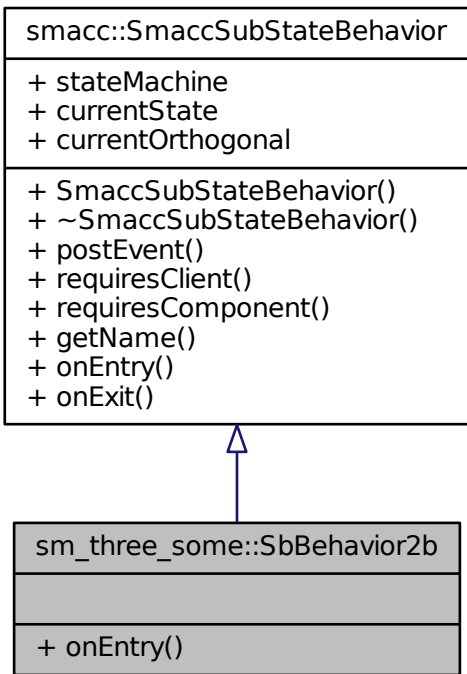 smacc::SmaccSubStateBehavior
+ stateMachine
+ currentState
+ currentOrthogonal
+ SmaccSubStateBehavior()
+ ~SmaccSubStateBehavior()
+ postEvent()
+ requiresClient()
+ requiresComponent()
+ getName()
+ onEntry()
+ onExit()
sm_three_some::SbBehavior2b
+ onEntry()